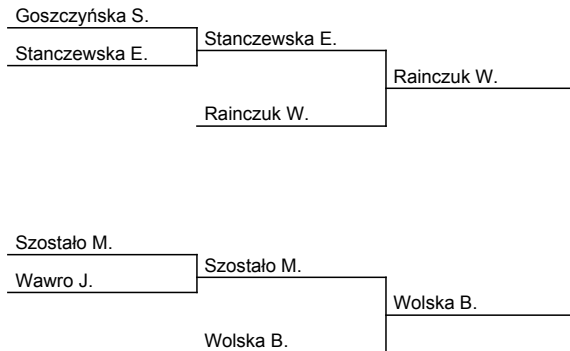 Goszczyńska S.
Stanczewska E.
Stanczewska E.
Rainczuk W.
Rainczuk W.
Szostało M.
Wawro J.
Szostało M.
Wolska B.
Wolska B.